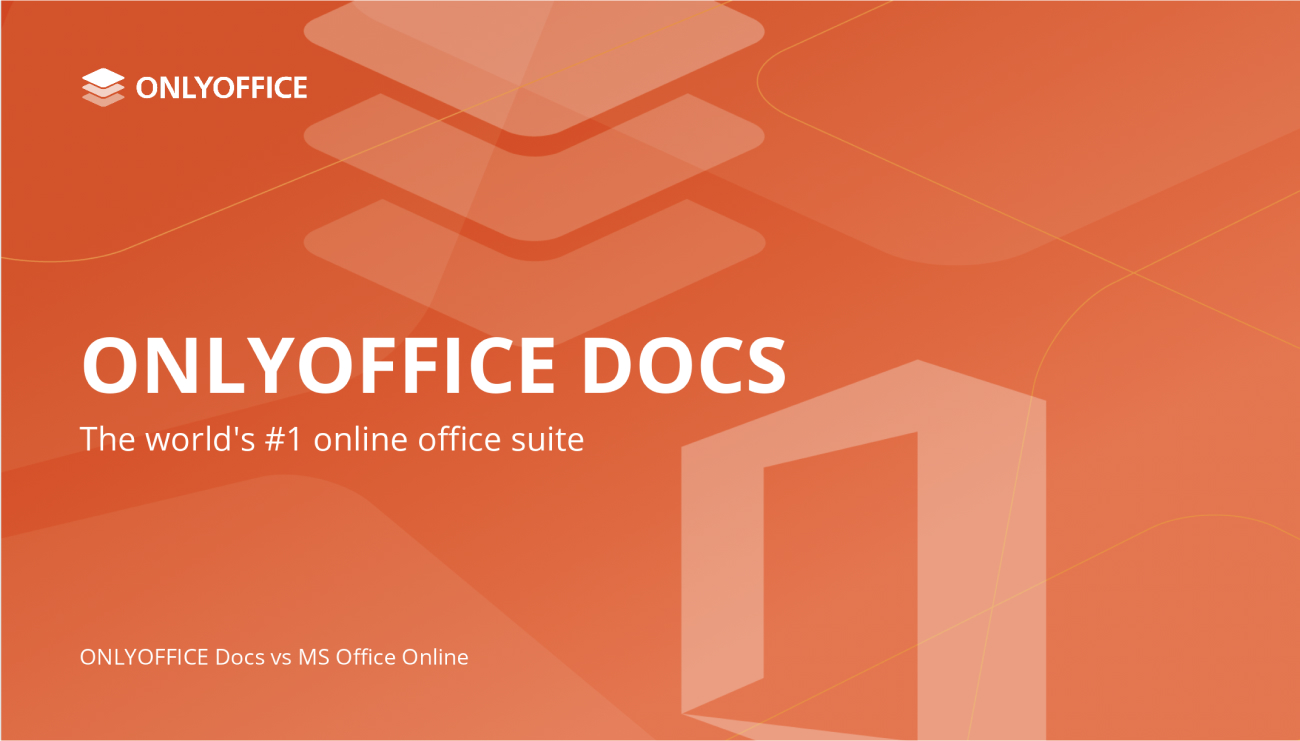 ONLYOFFICE
ONLYOFFICE DOCS
The world's #1 online office suite
ONLYOFFICE Docs vs MS Office Online